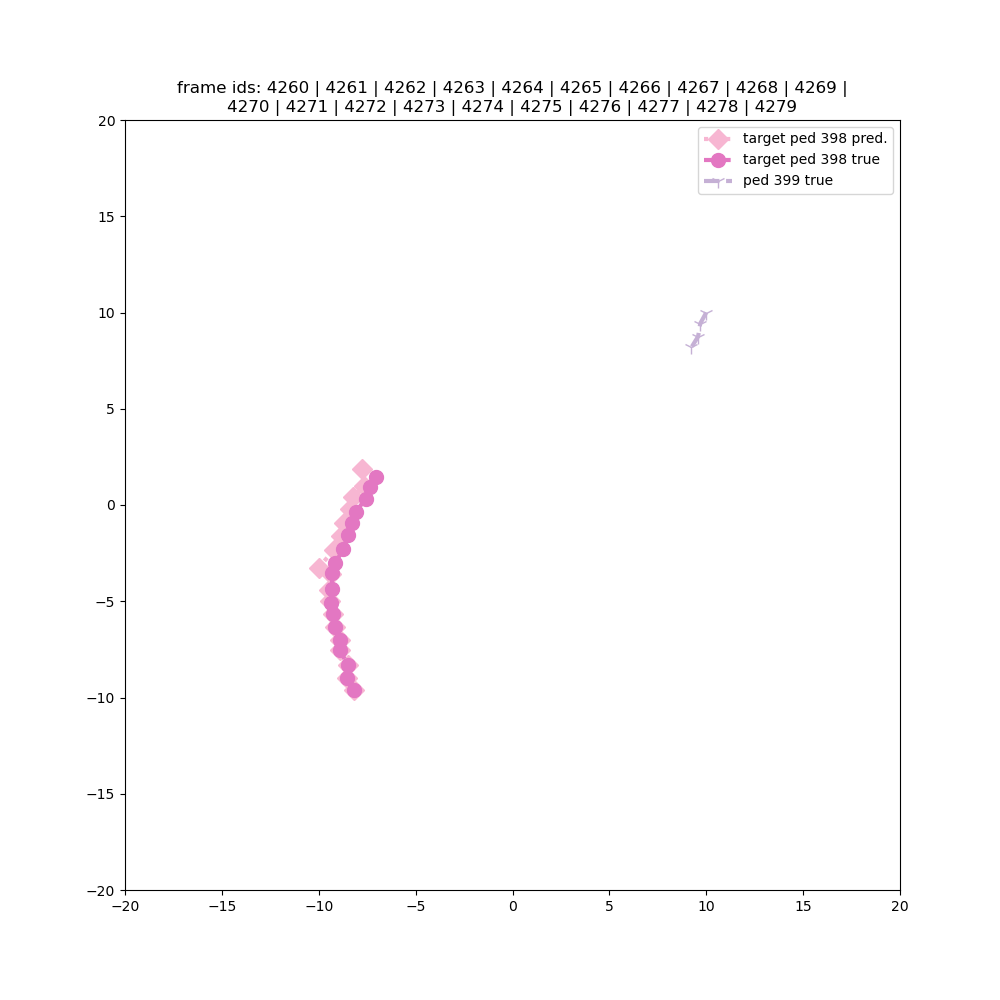 frame ids: 4260 | 4261 | 4262 | 4263 | 4264 | 4265 | 4266 | 4267 | 4268 | 4269 |
4270 | 4271 | 4272 | 4273 | 4274 | 4275 | 4276 | 4277 | 4278 | 4279
target ped 398 pred.
target ped 398 true
ped 399 true
20
15
10
5
0
−5
−10
−15
−20
−20 −15 −10 −5 0 5 10 15 20